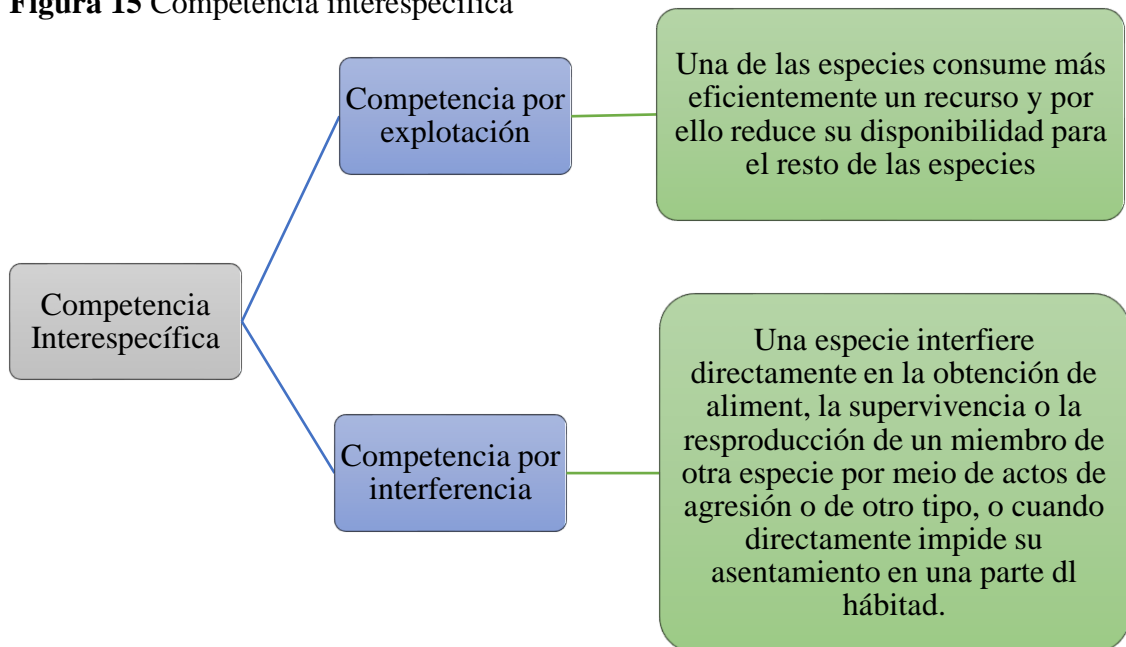 Figura 15 Competencia interespecífica
Competencia por
explotación
Una de las especies consume más
eficientemente un recurso y por
ello reduce su disponibilidad para
el resto de las especies
Competencia
Interespecífica
Competencia por
interferencia
Una especie interfiere
directamente en la obtención de
aliment, la supervivencia o la
resproducción de un miembro de
otra especie por meio de actos de
agresión o de otro tipo, o cuando
directamente impide su
asentamiento en una parte dl
hábitad.